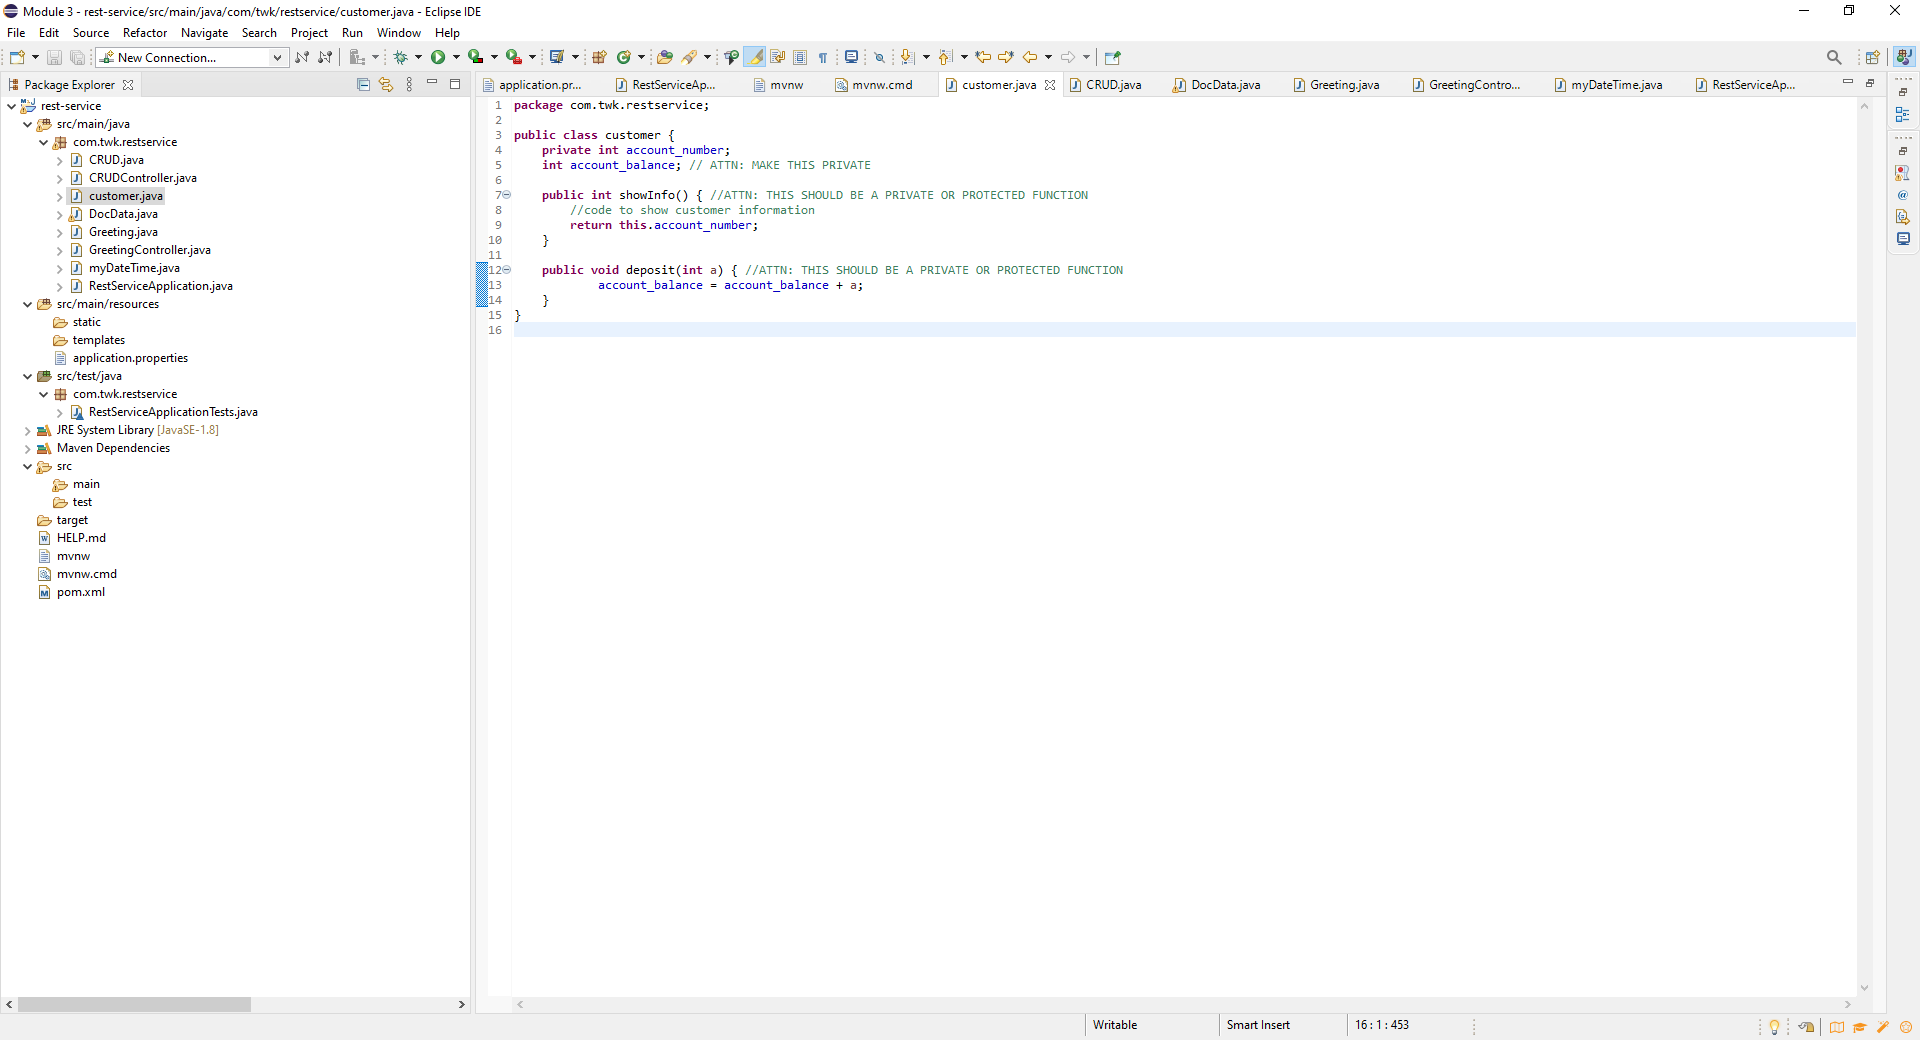 Module 3 - rest-service/src/main/java/com/twk/restservice/customer.java - Eclipse IDE
File Edit Source Refactor Navigate Search Project Run Window Help
New Connection...
Package Explorer
rest-service
src/main/java
com.twk.restservice
CRUD.java
CRUDController.java
customer.java
DocData.java
Greeting.java
GreetingController.java
myDateTime.java
RestServiceApplication.java
src/main/resources
static
templates
application.properties
src/test/java
com.twk.restservice
RestServiceApplicationTests.java
JRE System Library [JavaSE-1.8]
Maven Dependencies
src
main
test
target
HELP.md
mvnw
mvnw.cmd
pom.xml
application.pr... RestServiceAp... mvnw mvnw.cmd customer.java CRUD.java DocData.java Greeting.java GreetingContro... myDateTime.java RestServiceAp...
1 package com.twk.restservice;
2
3 public class customer {
4 private int account_number;
5 int account_balance; // ATTN: MAKE THIS PRIVATE
6
7 public int showInfo() { //ATTN: THIS SHOULD BE A PRIVATE OR PROTECTED FUNCTION
8 //code to show customer information
9 return this.account_number;
10 }
11
12 public void deposit(int a) { //ATTN: THIS SHOULD BE A PRIVATE OR PROTECTED FUNCTION
13 account_balance = account_balance + a;
14 }
15 }
16
Writable Smart Insert 16 : 1 : 453